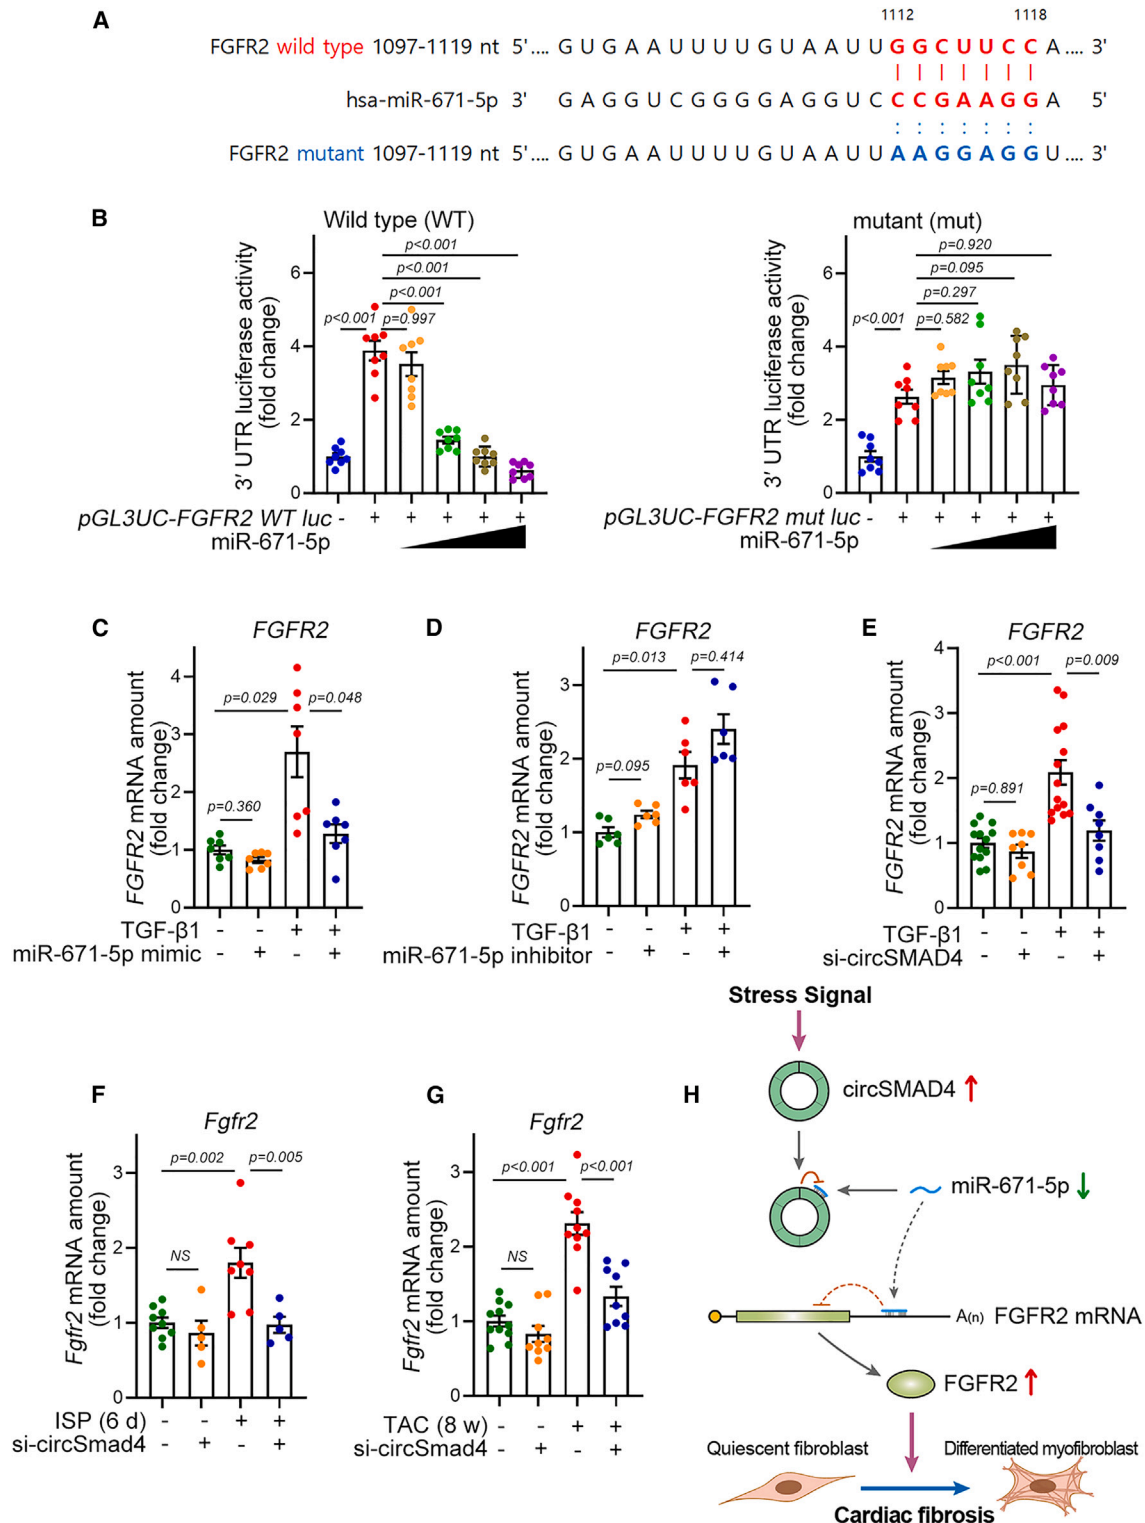 A
1112 1118
FGFR2 wild type 1097-1119 nt 5'.... G U G A A U U U U G U A A U U G G C U U C C A .... 3'
hsa-miR-671-5p 3' G A G G U C G G G G A G G U C C C G A A G G A 5'
FGFR2 mutant 1097-1119 nt 5'.... G U G A A U U U U G U A A U U A A G G A G G U .... 3'
B
Wild type (WT)
3′ UTR luciferase activity
(fold change)
6
4
2
0
p<0.001
p<0.001
p<0.001
p<0.001 p=0.997
pGL3UC-FGFR2 WT luc - + + + + +
miR-671-5p
mutant (mut)
3′ UTR luciferase activity
(fold change)
6
4
2
0
p=0.920
p=0.095
p=0.297
p<0.001 p=0.582
pGL3UC-FGFR2 mut luc - + + + + +
miR-671-5p
C
FGFR2
FGFR2 mRNA amount
(fold change)
4
3
2
1
0
p=0.029 p=0.048
p=0.360
TGF-β1 - - + +
miR-671-5p mimic - + - +
D
FGFR2
FGFR2 mRNA amount
(fold change)
3
2
1
0
p=0.013 p=0.414
p=0.095
TGF-β1 - - + +
miR-671-5p inhibitor - + - +
E
FGFR2
FGFR2 mRNA amount
(fold change)
4
3
2
1
0
p<0.001 p=0.009
p=0.891
TGF-β1 - - + +
si-circSMAD4 - + - +
F
Fgfr2
Fgfr2 mRNA amount
(fold change)
3
2
1
0
p=0.002 p=0.005
NS
ISP (6 d) - - + +
si-circSmad4 - + - +
G
Fgfr2
Fgfr2 mRNA amount
(fold change)
3
2
1
0
p<0.001 p<0.001
NS
TAC (8 w) - - + +
si-circSmad4 - + - +
H
Stress Signal
circSMAD4
miR-671-5p
A(n) FGFR2 mRNA
FGFR2
Quiescent fibroblast Differentiated myofibroblast
Cardiac fibrosis